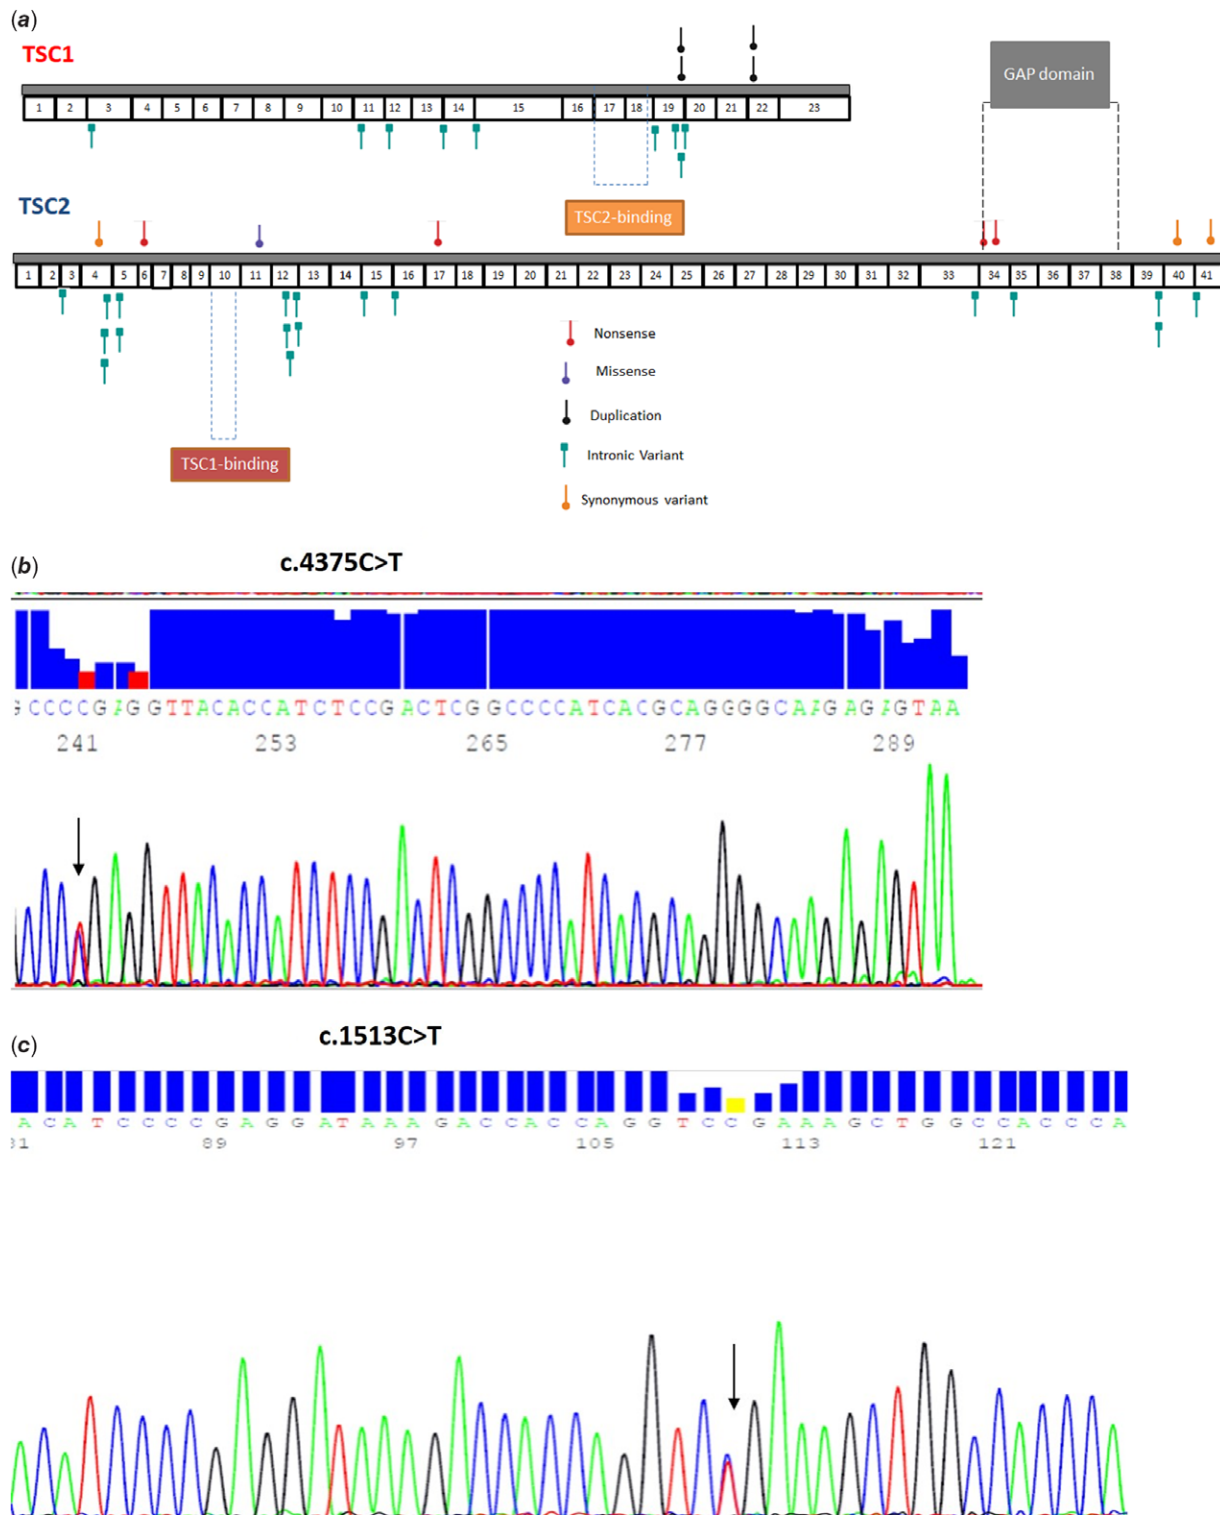 (a)
TSC1
GAP domain
1 2 3 4 5 6 7 8 9 10 11 12 13 14 15 16 17 18 19 20 21 22 23
TSC2
TSC2-binding
1 2 3 4 5 6 7 8 9 10 11 12 13 14 15 16 17 18 19 20 21 22 23 24 25 26 27 28 29 30 31 32 33 34 35 36 37 38 39 40 41
Nonsense
Missense
Duplication
Intronic Variant
TSC1-binding
Synonymous variant
(b)
c.4375C>T
CCCCGAGGTTACACCATCTCCGACTCGGCCCCATCACGCAGGGGCAAGAGAGTAA
241 253 265 277 289
(c)
c.1513C>T
ACATCCCCGAGGATAAAGACCACCAGGTCCGAAAGCTGGCCACCCA
89 97 105 113 121